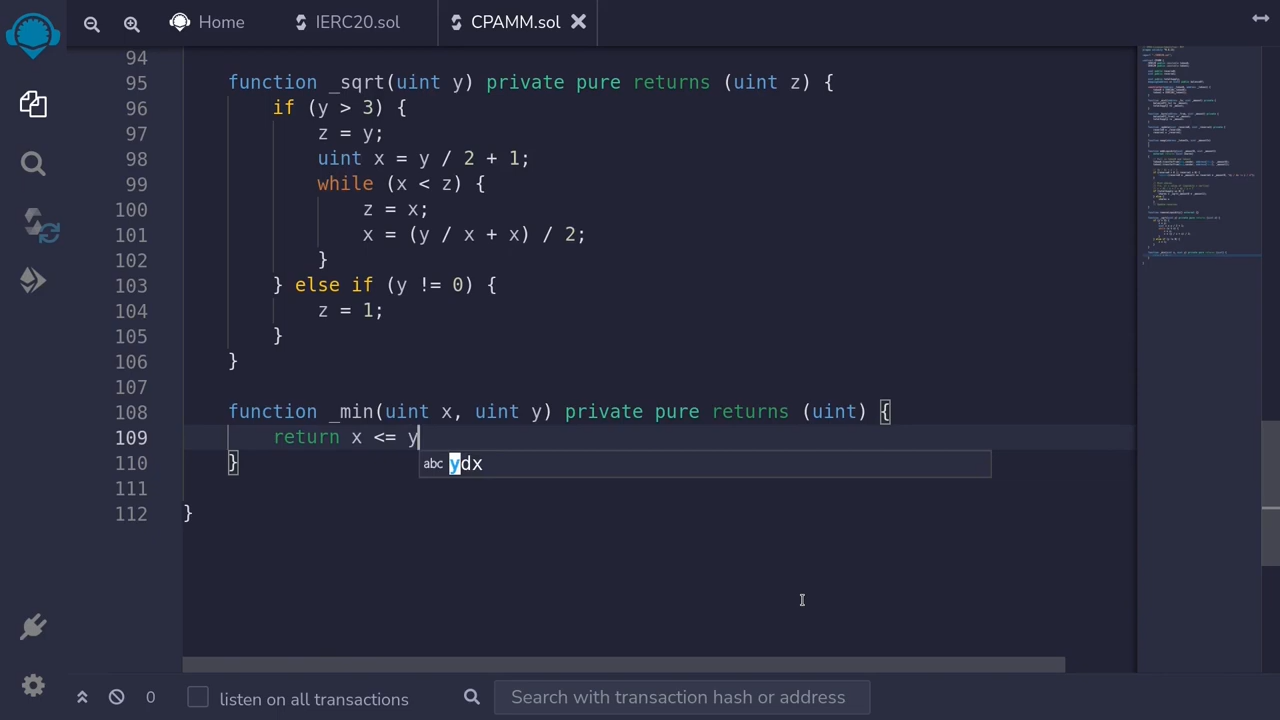 Home IERC20.sol CPAMM.sol
94
95 function _sqrt(uint y) private pure returns (uint z) {
96 if (y > 3) {
97 z = y;
98 uint x = y / 2 + 1;
99 while (x < z) {
100 z = x;
101 x = (y / x + x) / 2;
102 }
103 } else if (y != 0) {
104 z = 1;
105 }
106 }
107
108 function _min(uint x, uint y) private pure returns (uint) {
109 return x <= y
110 }
abc ydx
111
112 }
0 listen on all transactions Search with transaction hash or address